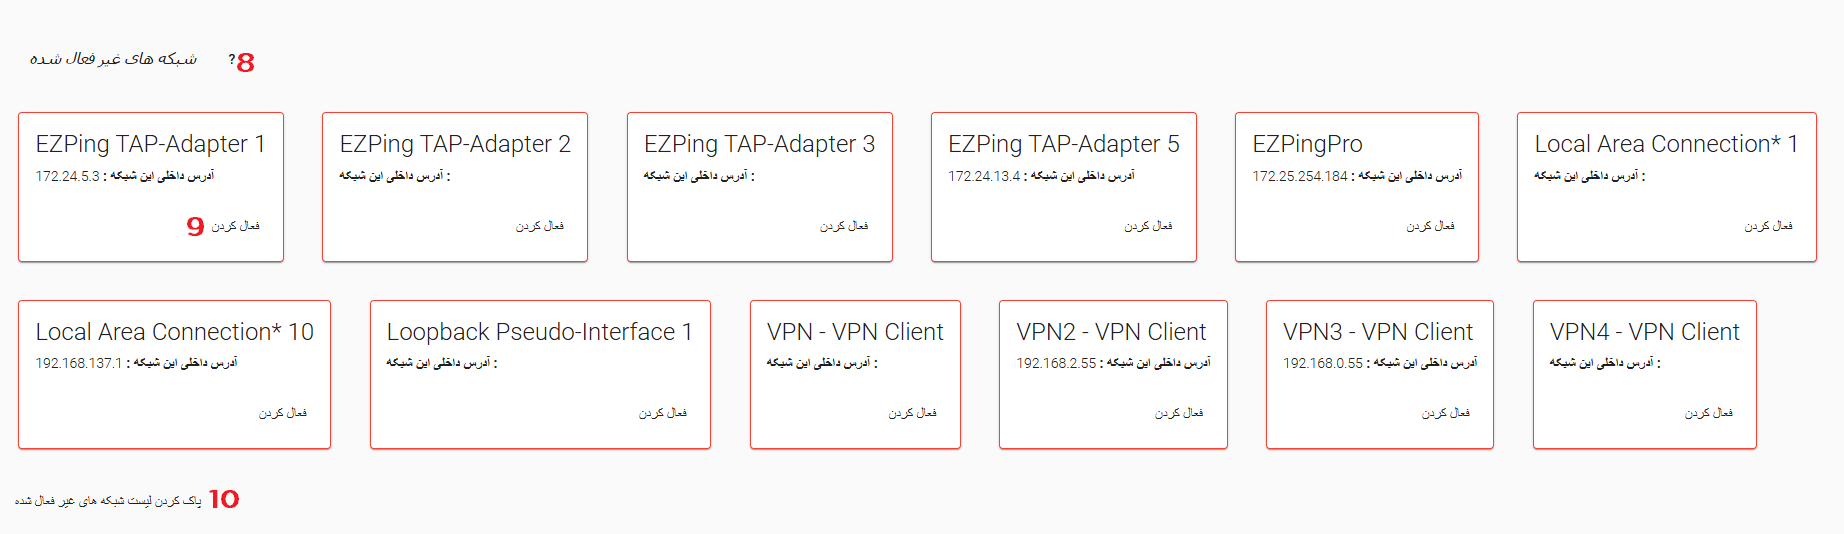 شبکه های غیر فعال شده ? 8
EZPing TAP-Adapter 1
آدرس داخلی این شبکه : 172.24.5.3
فعال کردن 9
EZPing TAP-Adapter 2
آدرس داخلی این شبکه :
فعال کردن
EZPing TAP-Adapter 3
آدرس داخلی این شبکه :
فعال کردن
EZPing TAP-Adapter 5
آدرس داخلی این شبکه : 172.24.13.4
فعال کردن
EZPingPro
آدرس داخلی این شبکه : 172.25.254.184
فعال کردن
Local Area Connection* 1
آدرس داخلی این شبکه :
فعال کردن
Local Area Connection* 10
آدرس داخلی این شبکه : 192.168.137.1
فعال کردن
Loopback Pseudo-Interface 1
آدرس داخلی این شبکه :
فعال کردن
VPN - VPN Client
آدرس داخلی این شبکه :
فعال کردن
VPN2 - VPN Client
آدرس داخلی این شبکه : 192.168.2.55
فعال کردن
VPN3 - VPN Client
آدرس داخلی این شبکه : 192.168.0.55
فعال کردن
VPN4 - VPN Client
آدرس داخلی این شبکه :
فعال کردن
پاک کردن لیست شبکه های غیر فعال شده 10